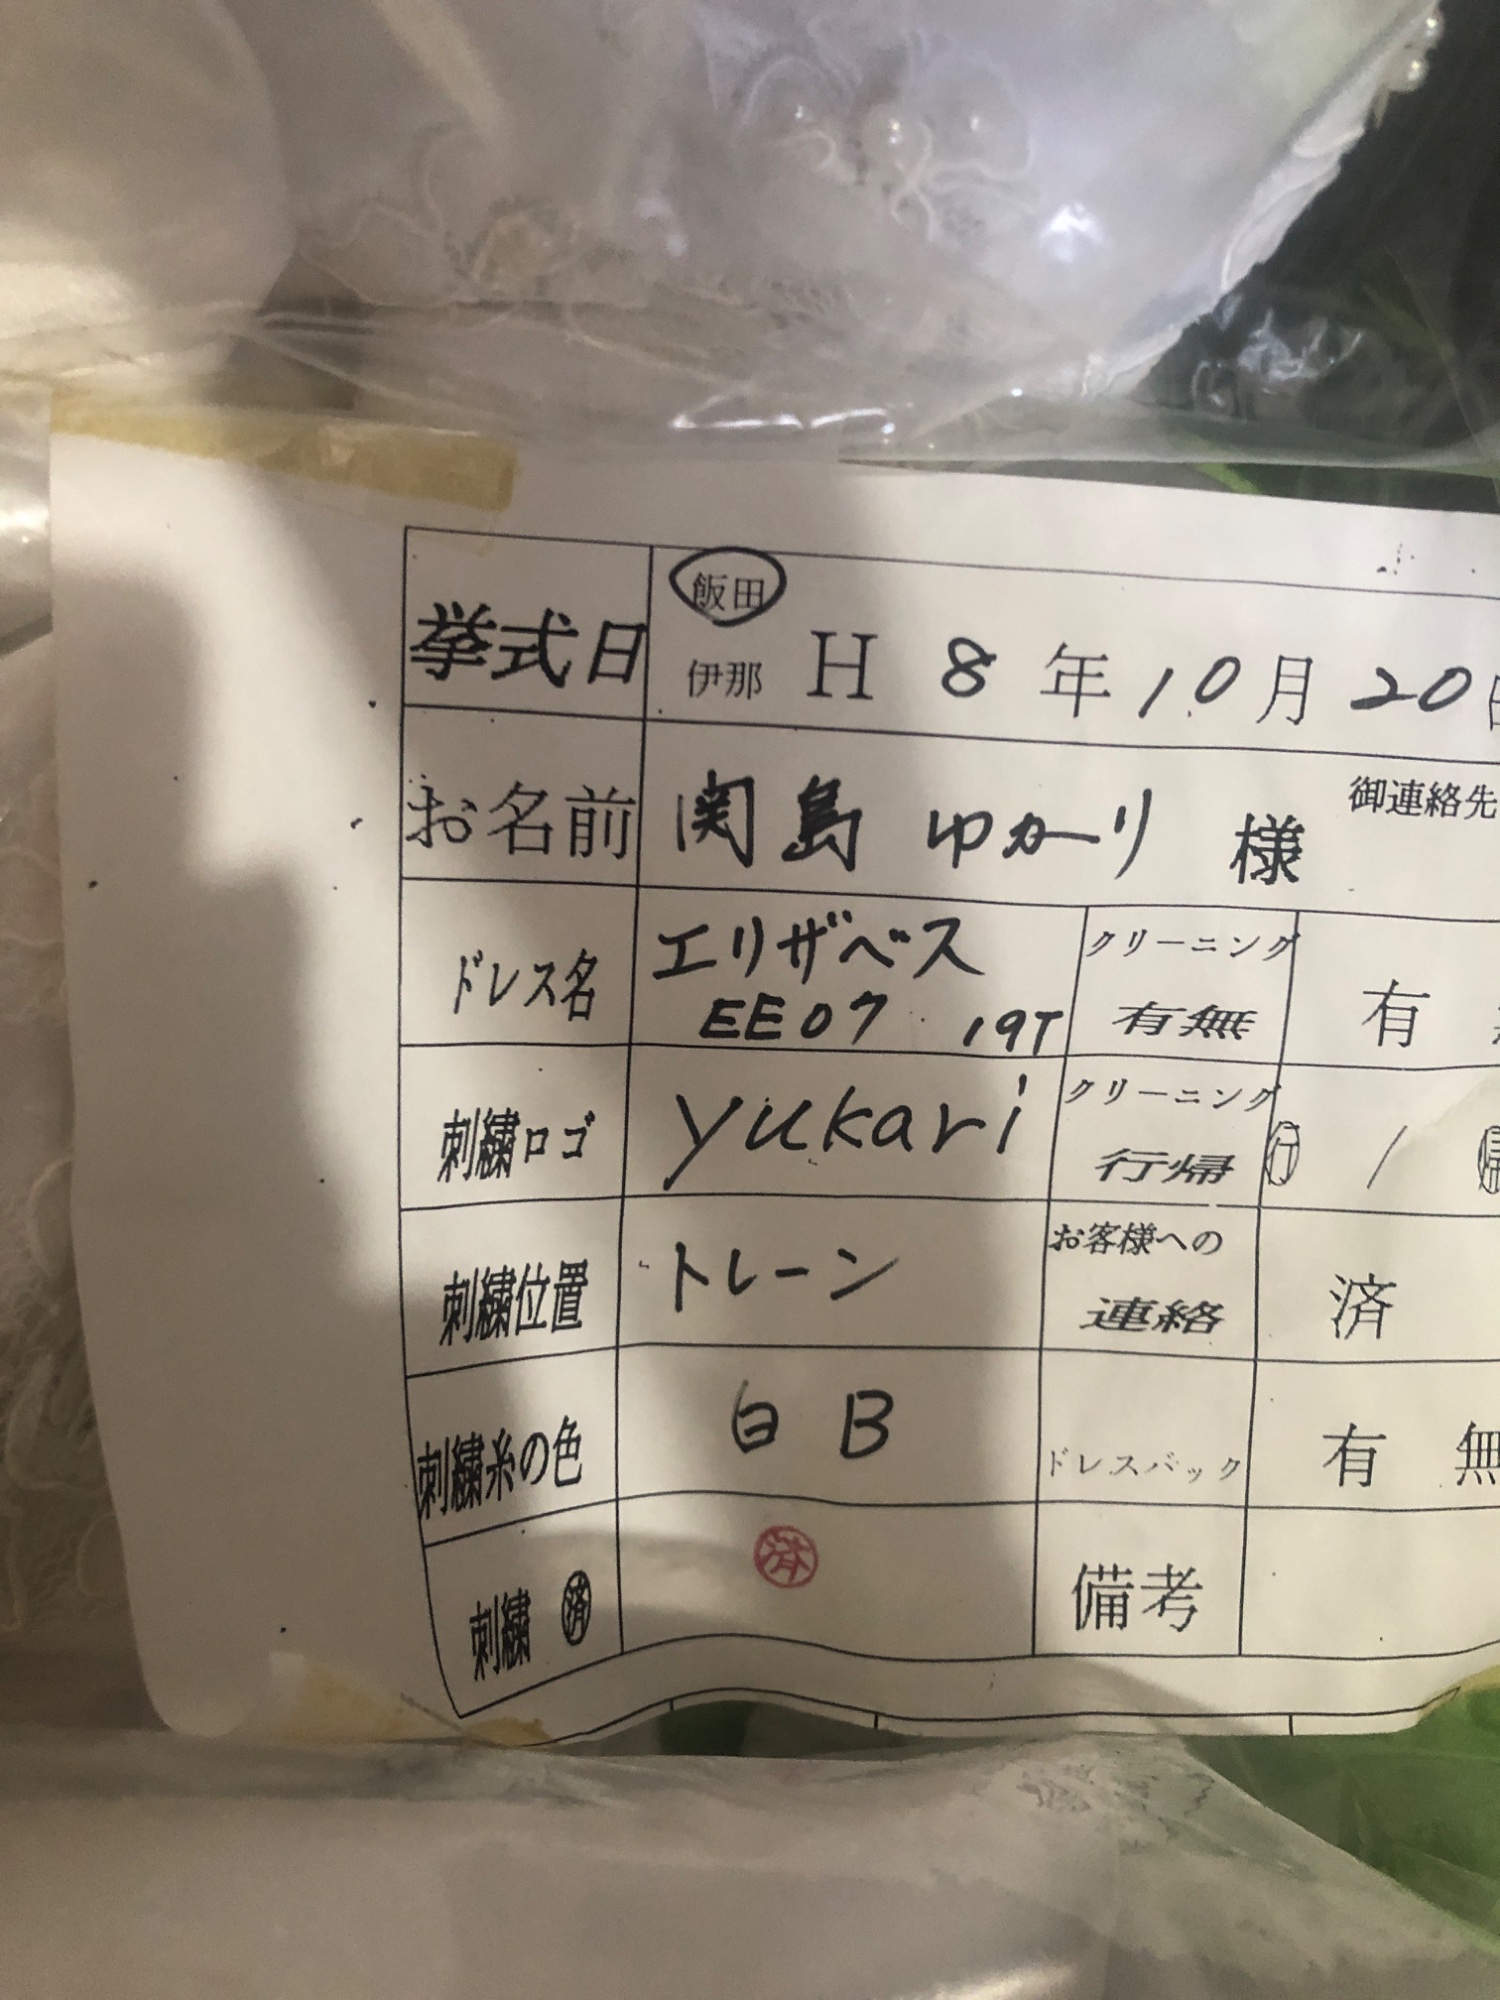 挙式日 飯田 伊那 H 8 年 10 月 20
お名前 関島 ゆかり 様 御連絡先
ドレス名 エリザベス EE07 19T クリーニング 有無 有
刺繍ロゴ yukari クリーニング 行帰 行 / 帰
刺繍位置 トレーン お客様への 連絡 済
刺繍糸の色 白 B ドレスバック 有 無
刺繍 済 済 備考